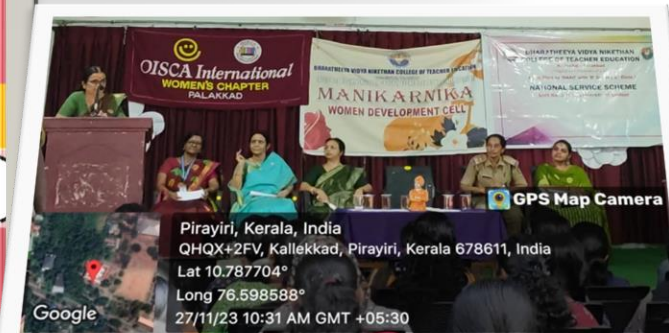 OISCA International
WOMEN'S CHAPTER
PALAKKAD
BHARATHEEYA VIDYA NIKETHAN COLLEGE OF TEACHER EDUCATION
MANIKARNIKA
WOMEN DEVELOPMENT CELL
BHARATHEEYA VIDYA NIKETHAN
COLLEGE OF TEACHER EDUCATION
NATIONAL SERVICE SCHEME
GPS Map Camera
Pirayiri, Kerala, India
QHQX+2FV, Kallekkad, Pirayiri, Kerala 678611, India
Lat 10.787704°
Long 76.598588°
27/11/23 10:31 AM GMT +05:30
Google